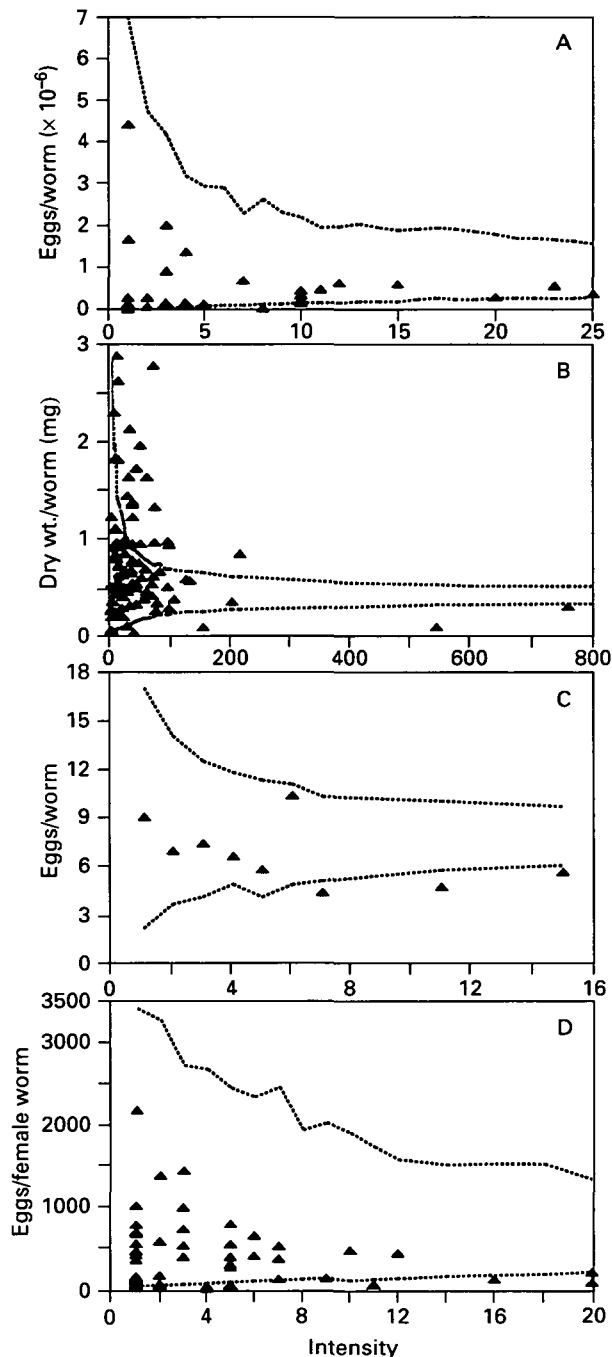 A
Eggs/worm (× 10⁻⁶)
7
6
5
4
3
2
1
0
0 5 10 15 20 25
B
Dry wt./worm (mg)
3
2
1
0
0 200 400 600 800
C
Eggs/worm
18
15
12
9
6
3
0
0 4 8 12 16
D
Eggs/female worm
3500
3000
2000
1000
0
0 4 8 12 16 20
Intensity